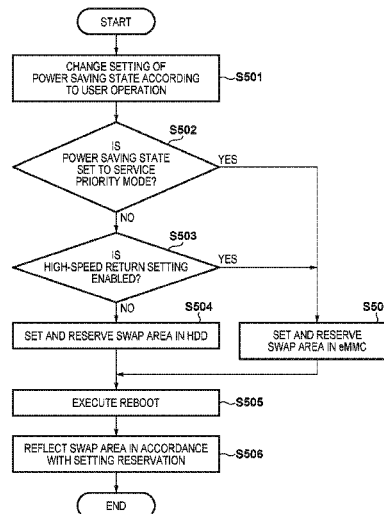 START
CHANGE SETTING OF
POWER SAVING STATE ACCORDING
TO USER OPERATION
S501
S502
IS
POWER SAVING STATE
SET TO SERVICE
PRIORITY MODE?
YES
NO
S503
IS
HIGH-SPEED RETURN SETTING
ENABLED?
YES
NO
S504
SET AND RESERVE SWAP AREA IN HDD
S50
SET AND RESERVE
SWAP AREA IN eMMC
EXECUTE REBOOT
S505
REFLECT SWAP AREA IN ACCORDANCE
WITH SETTING RESERVATION
S506
END